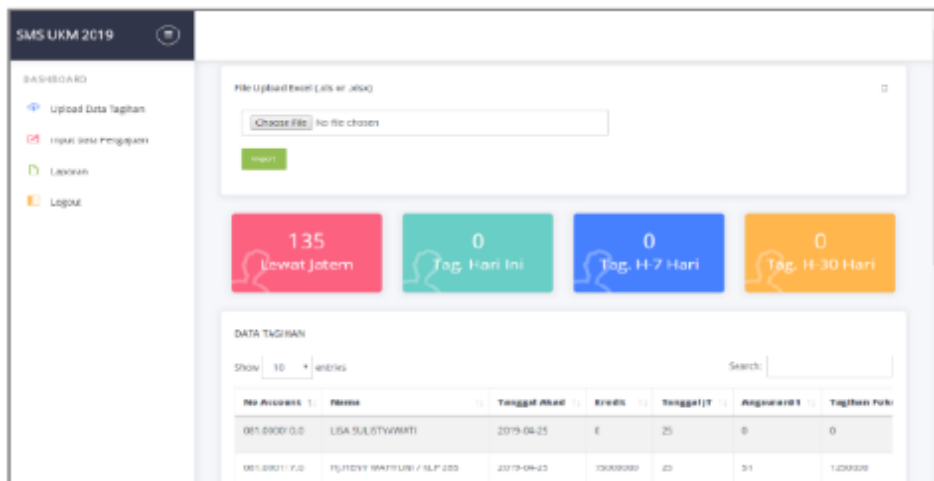 SMS UKM 2019
DASHBOARD
Upload Data Tagihan
Input Data Pengajuan
Laporan
Logout
File Upload Excel (.xls or .xlsx)
Choose File No file chosen
Import
135
Lewat Jatem
0
Tag. Hari Ini
0
Tag. H-7 Hari
0
Tag. H-30 Hari
DATA TAGIHAN
Show 10 entries
Search:
No Account Nama Tanggal Akad Kredit Tanggal JT Angsuran Tagihan
LISA SULISTYAWATI 2019-04-25 25 0 0
2019-04-25 25 51